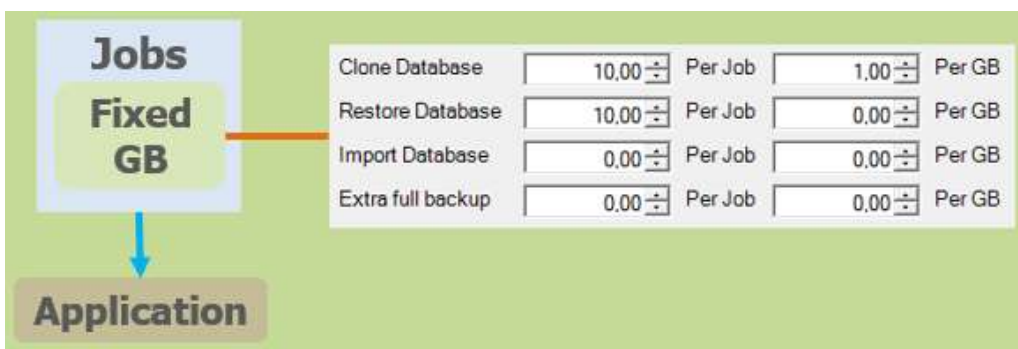 Jobs
Fixed
GB
Application
Clone Database 10,00 Per Job 1,00 Per GB
Restore Database 10,00 Per Job 0,00 Per GB
Import Database 0,00 Per Job 0,00 Per GB
Extra full backup 0,00 Per Job 0,00 Per GB